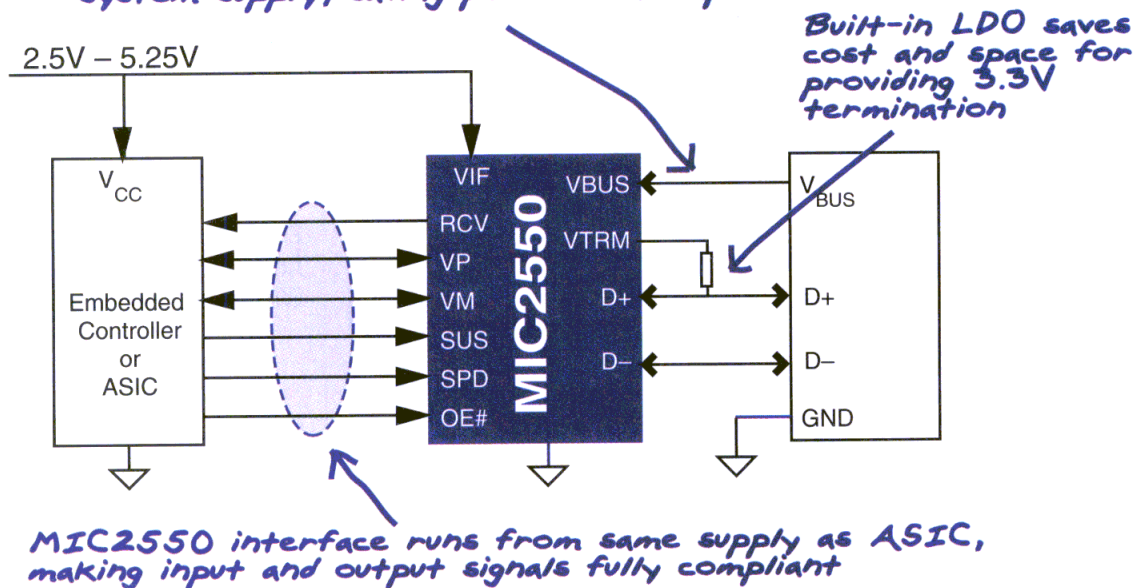 2.5V – 5.25V
Built-in LDO saves
cost and space for
providing 3.3V
termination
VCC
Embedded
Controller
or
ASIC
VIF
RCV
VP
VM
SUS
SPD
OE#
MIC2550
VBUS
VTRM
D+
D–
VBUS
D+
D–
GND
MIC2550 interface runs from same supply as ASIC,
making input and output signals fully compliant